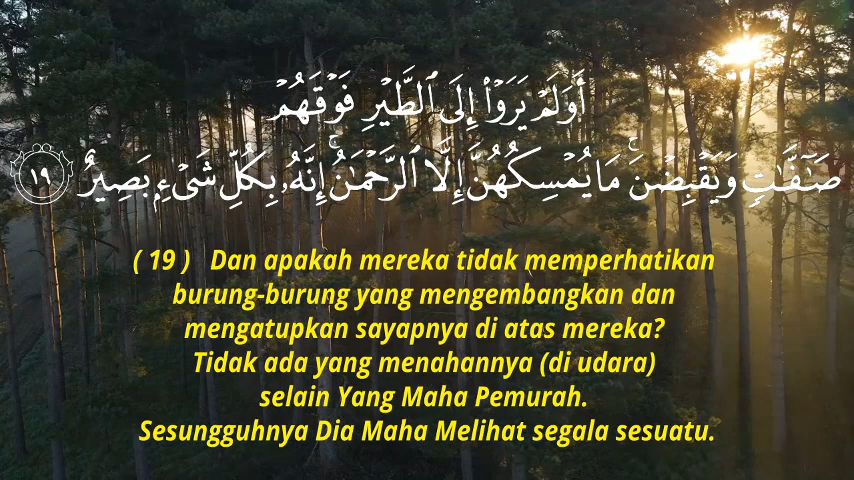 أَوَلَمْ يَرَوْا۟ إِلَى ٱلطَّيْرِ فَوْقَهُمْ
صَـٰٓفَّـٰتٍ وَيَقْبِضْنَ ۚ مَا يُمْسِكُهُنَّ إِلَّا ٱلرَّحْمَـٰنُ ۚ إِنَّهُۥ بِكُلِّ شَىْءٍۭ بَصِيرٌ ١٩
( 19 ) Dan apakah mereka tidak memperhatikan
burung-burung yang mengembangkan dan
mengatupkan sayapnya di atas mereka?
Tidak ada yang menahannya (di udara)
selain Yang Maha Pemurah.
Sesungguhnya Dia Maha Melihat segala sesuatu.